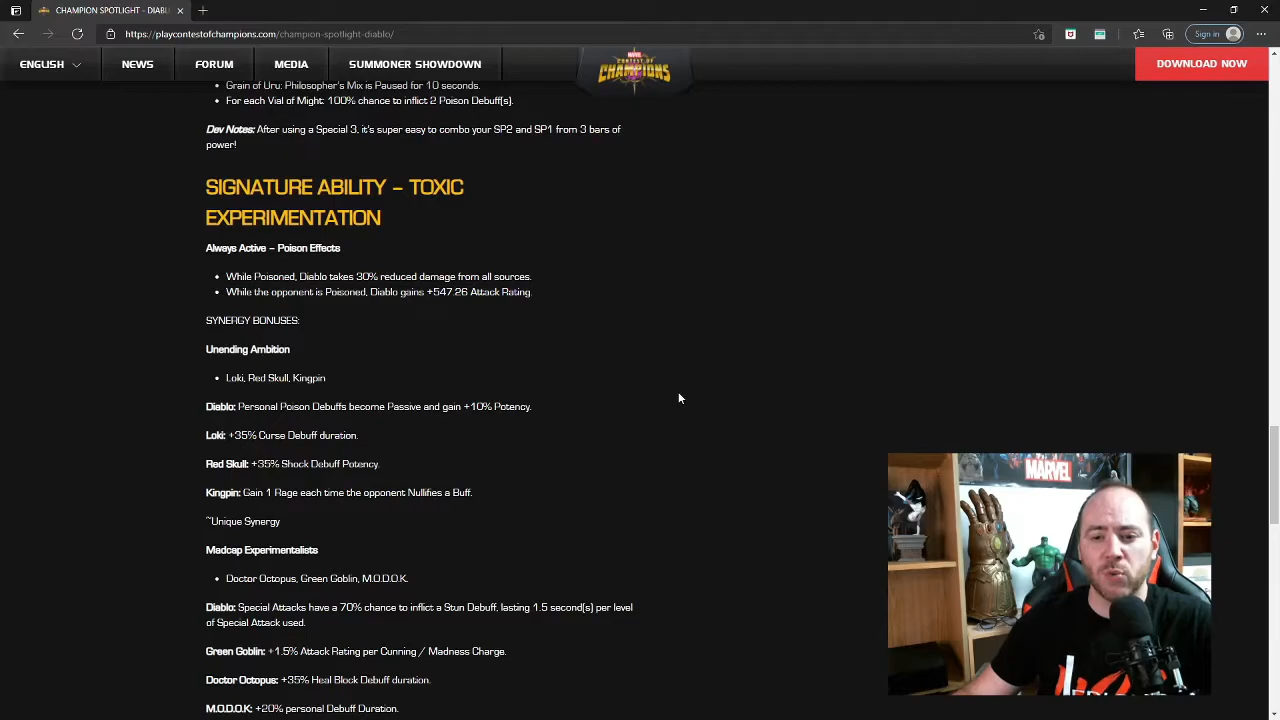 CHAMPION SPOTLIGHT - DIABL
https://playcontestofchampions.com/champion-spotlight-diablo/
Sign in
ENGLISH
NEWS
FORUM
MEDIA
SUMMONER SHOWDOWN
MARVEL
CONTEST OF
CHAMPIONS
DOWNLOAD NOW
Grain of Uru: Philosopher's Mix is Paused for 10 seconds.
For each Vial of Might: 100% chance to inflict 2 Poison Debuff(s).
Dev Notes: After using a Special 3, it's super easy to combo your SP2 and SP1 from 3 bars of
power!
SIGNATURE ABILITY – TOXIC
EXPERIMENTATION
Always Active – Poison Effects
While Poisoned, Diablo takes 30% reduced damage from all sources.
While the opponent is Poisoned, Diablo gains +547.26 Attack Rating.
SYNERGY BONUSES:
Unending Ambition
Loki, Red Skull, Kingpin
Diablo: Personal Poison Debuffs become Passive and gain +10% Potency.
Loki: +35% Curse Debuff duration.
Red Skull: +35% Shock Debuff Potency.
Kingpin: Gain 1 Rage each time the opponent Nullifies a Buff.
~Unique Synergy
Madcap Experimentalists
Doctor Octopus, Green Goblin, M.O.D.O.K.
Diablo: Special Attacks have a 70% chance to inflict a Stun Debuff, lasting 1.5 second(s) per level
of Special Attack used.
Green Goblin: +1.5% Attack Rating per Cunning / Madness Charge.
Doctor Octopus: +35% Heal Block Debuff duration.
M.O.D.O.K: +20% personal Debuff Duration.
MARVEL